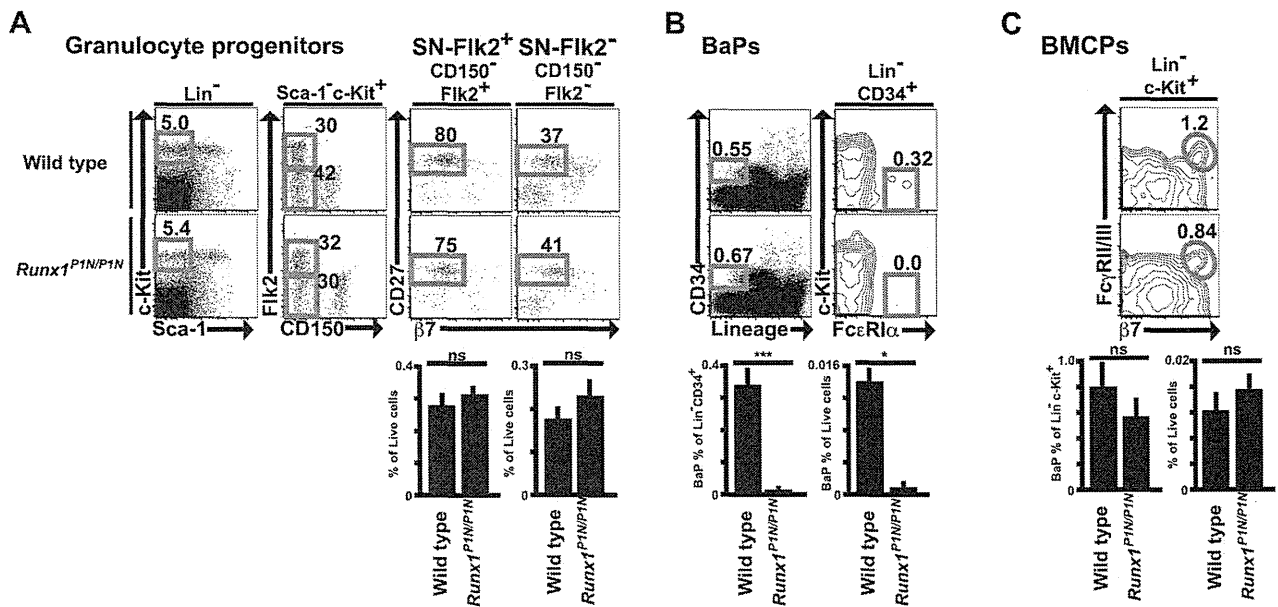 A
Granulocyte progenitors
SN-Flk2+ SN-Flk2-
CD150- CD150-
Flk2+ Flk2-
Lin-
Sca-1-c-Kit+
Wild type
Runx1P1N/P1N
5.0
30
42
80
37
5.4
32
30
75
41
c-Kit
Sca-1
Flk2
CD150
CD27
β7
ns
ns
0.4
0
% of Live cells
0.3
0
% of Live cells
Wild type
Runx1P1N/P1N
Wild type
Runx1P1N/P1N
B
BaPs
Lin-
CD34+
0.55
0.32
0.67
0.0
CD34
Lineage
c-Kit
FcεRIα
***
*
0.4
0
BaP % of Lin-CD34+
0.016
0
BaP % of Live cells
Wild type
Runx1P1N/P1N
Wild type
Runx1P1N/P1N
C
BMCPs
Lin-
c-Kit+
1.2
0.84
FcγRII/III
β7
ns
ns
1.0
0
BaP % of Lin-c-Kit+
0.02
0
% of Live cells
Wild type
Runx1P1N/P1N
Wild type
Runx1P1N/P1N